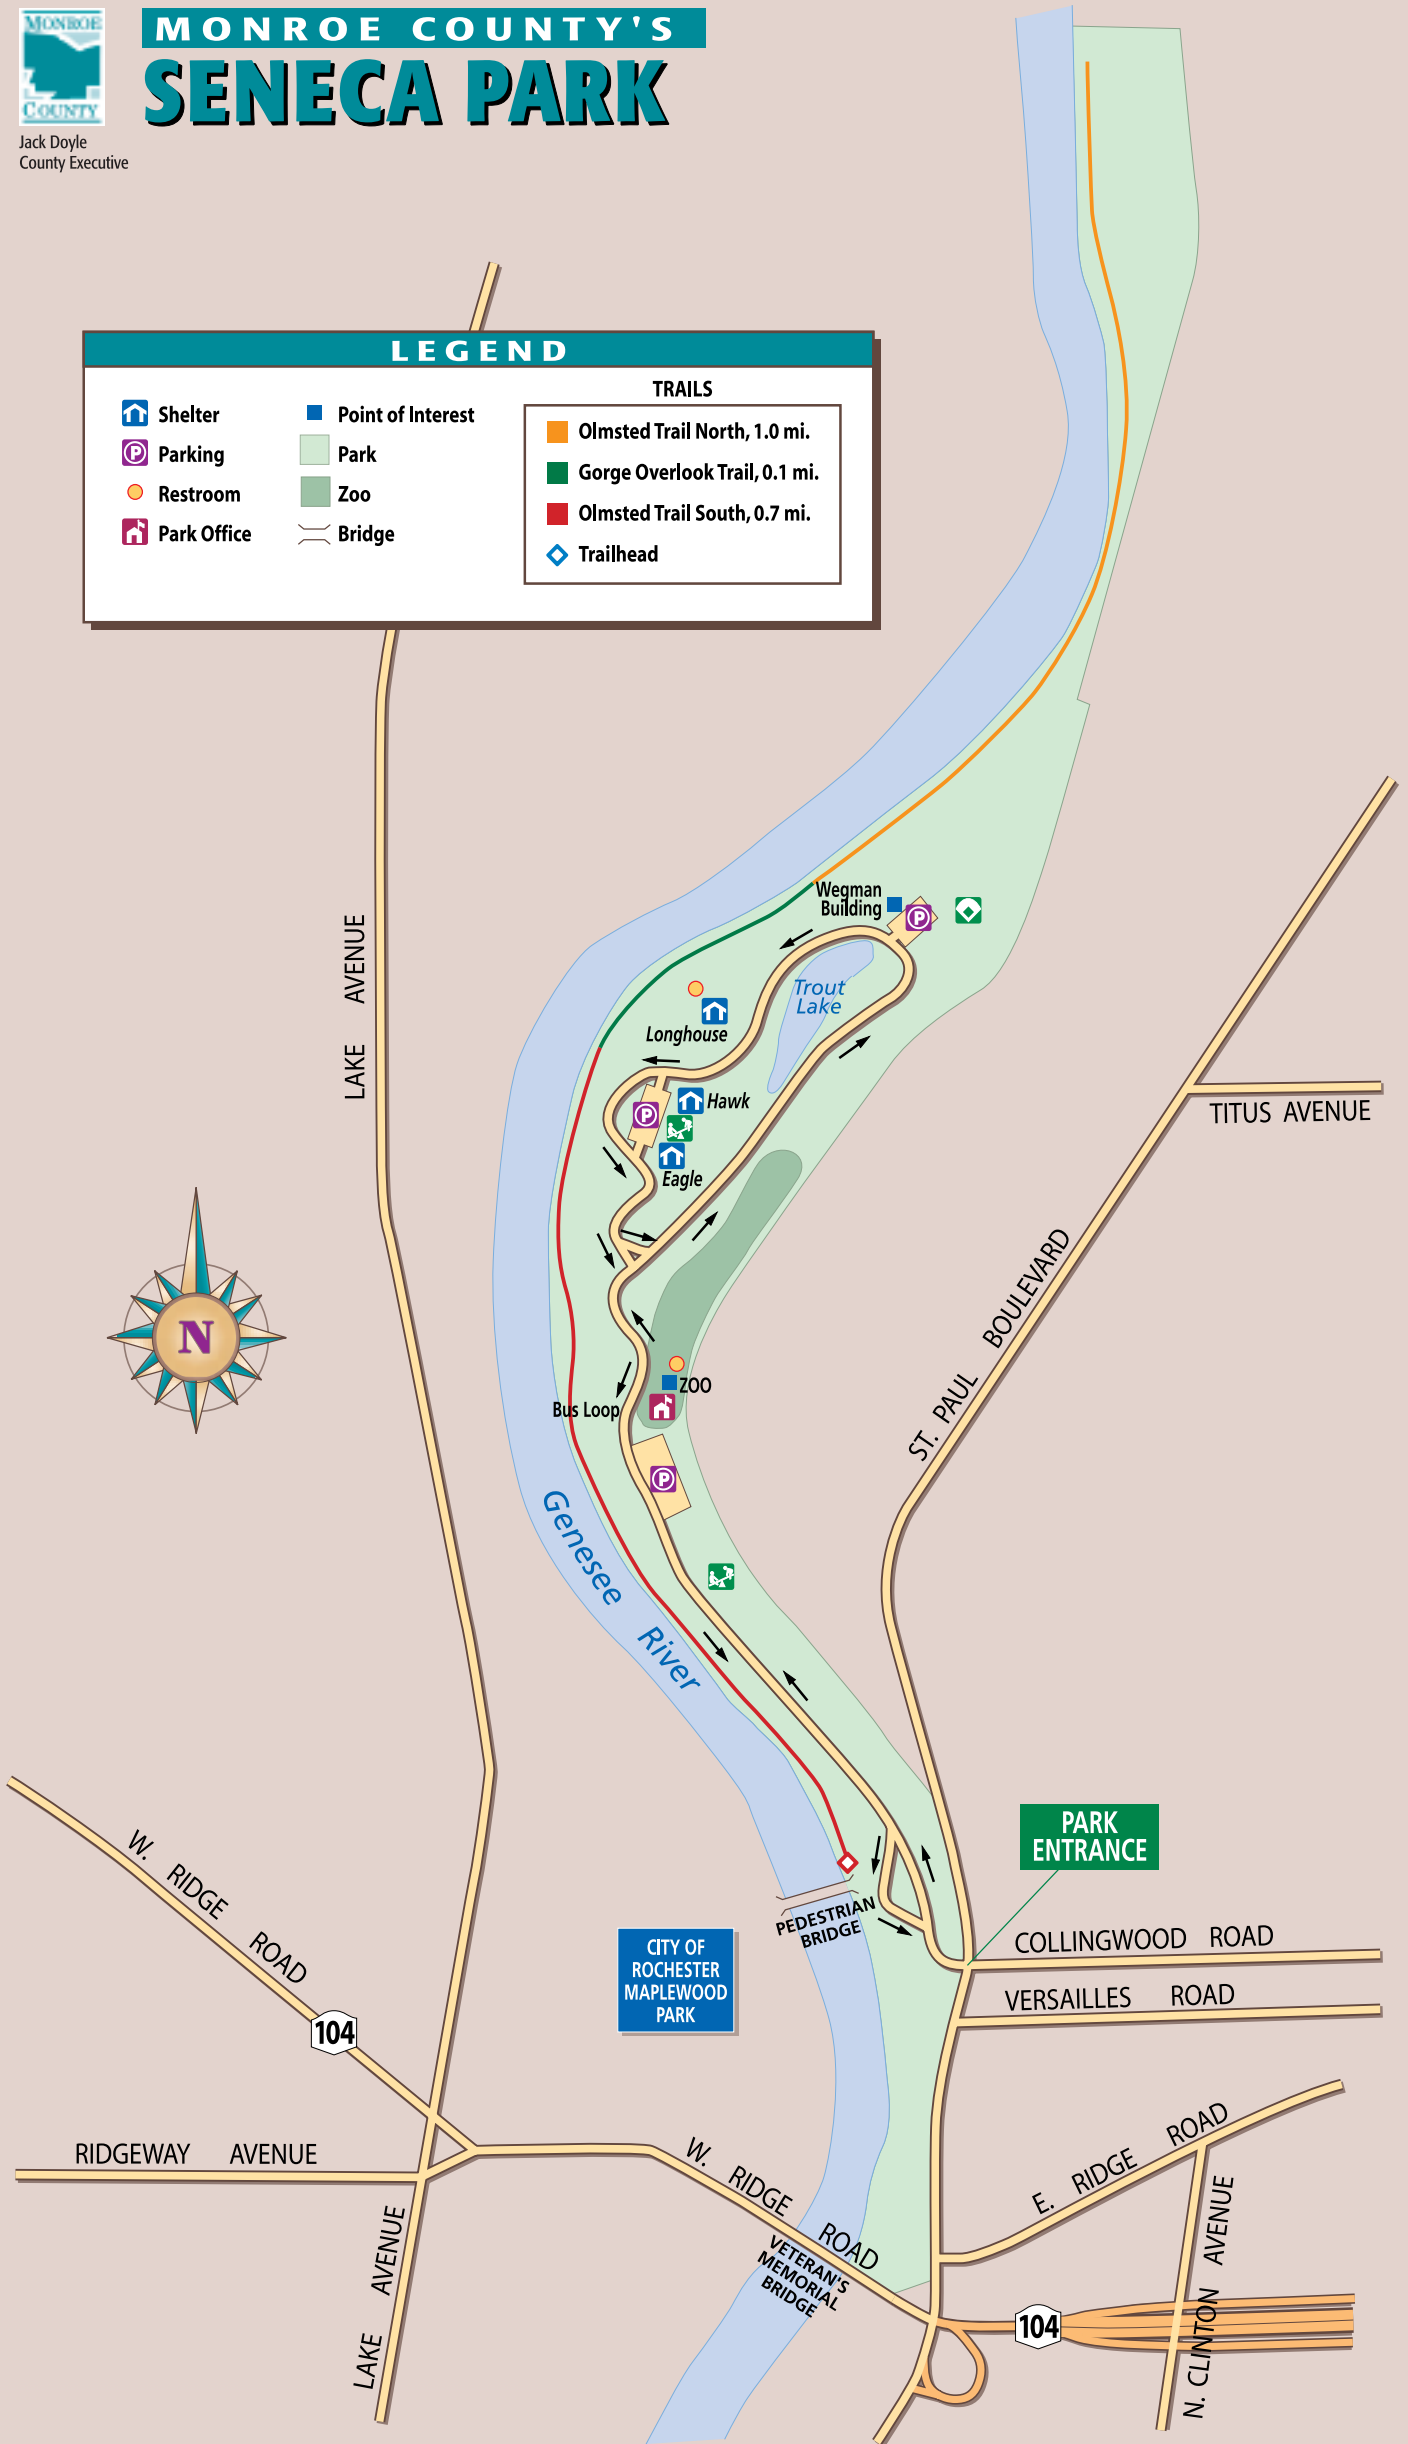 MONROE
COUNTY
Jack Doyle
County Executive
MONROE COUNTY'S
SENECA PARK
LEGEND
Shelter
Parking
Restroom
Park Office
Point of Interest
Park
Zoo
Bridge
TRAILS
Olmsted Trail North, 1.0 mi.
Gorge Overlook Trail, 0.1 mi.
Olmsted Trail South, 0.7 mi.
Trailhead
P
Wegman
Building
P
Trout
Lake
Longhouse
Hawk
P
Eagle
LAKE AVENUE
TITUS AVENUE
ST. PAUL BOULEVARD
N
ZOO
Bus Loop
P
Genesee River
PARK
ENTRANCE
W. RIDGE ROAD
104
PEDESTRIAN
BRIDGE
CITY OF
ROCHESTER
MAPLEWOOD
PARK
COLLINGWOOD ROAD
VERSAILLES ROAD
RIDGEWAY AVENUE
W. RIDGE ROAD
E. RIDGE ROAD
VETERAN'S
MEMORIAL
BRIDGE
LAKE AVENUE
104
N. CLINTON AVENUE